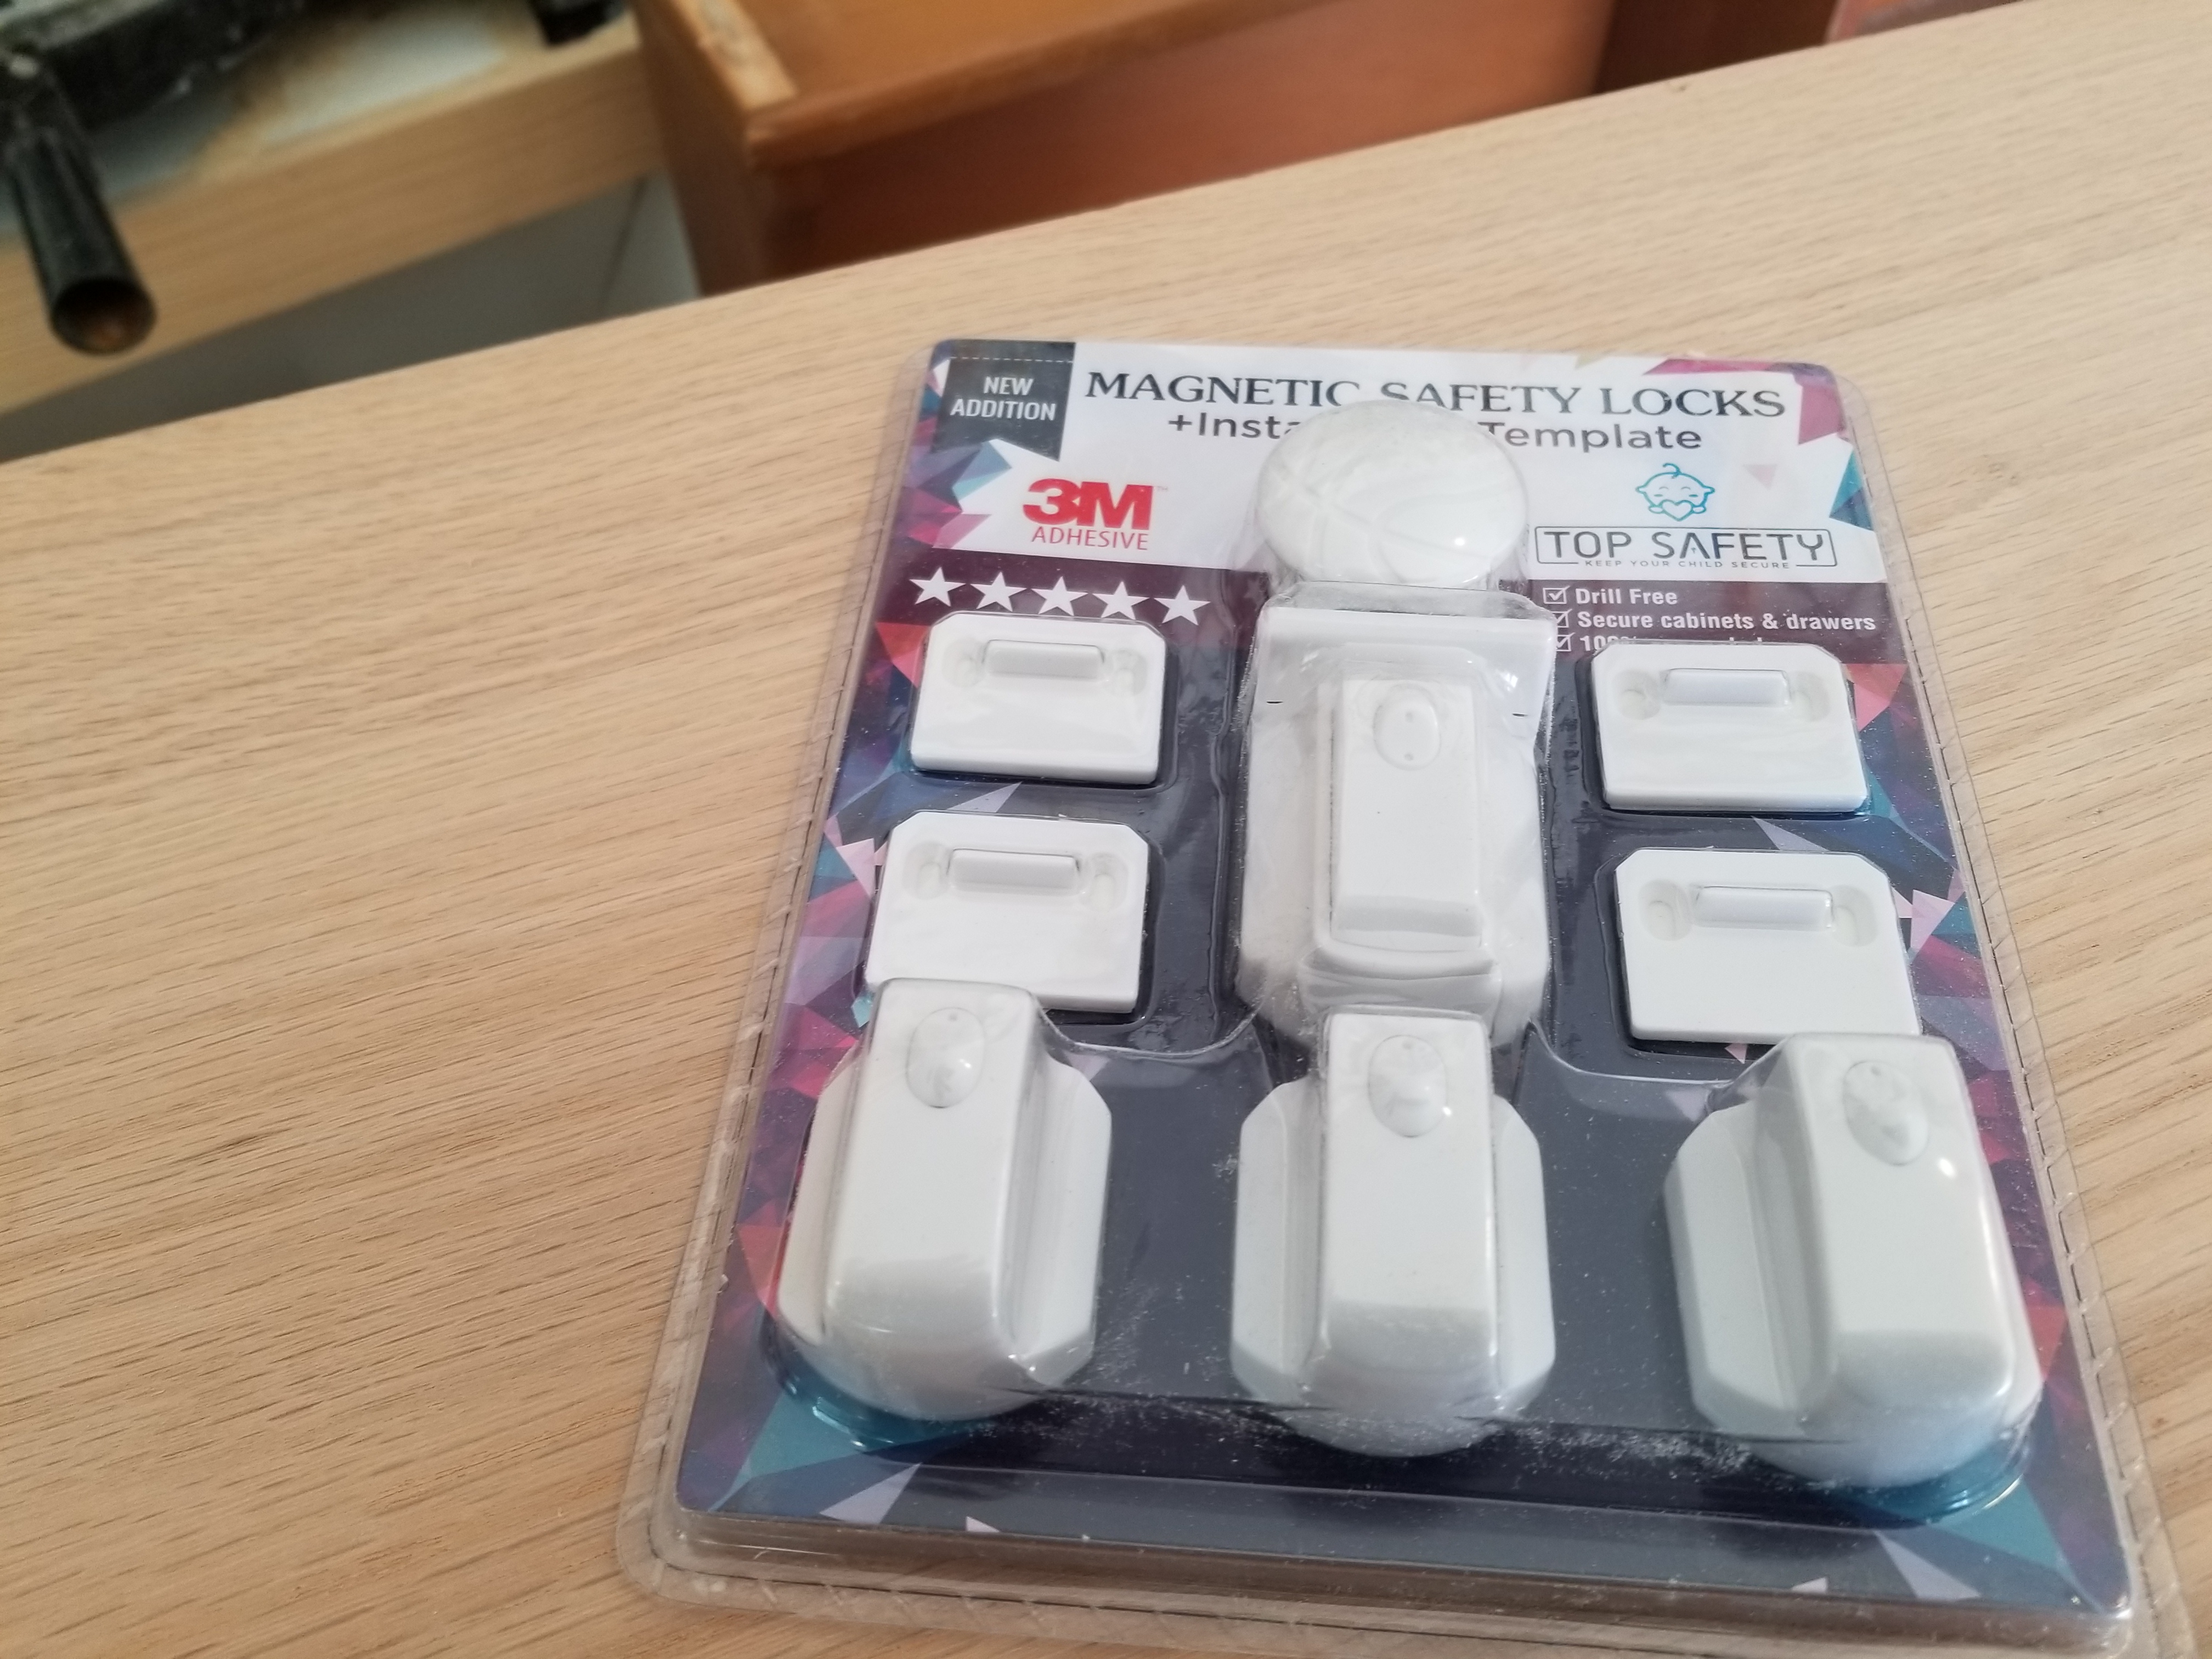 NEW
ADDITION
MAGNETIC SAFETY LOCKS
Template
3M
ADHESIVE
TOP SAFETY
KEEP YOUR CHILD SECURE
Drill Free
Secure cabinets & drawers